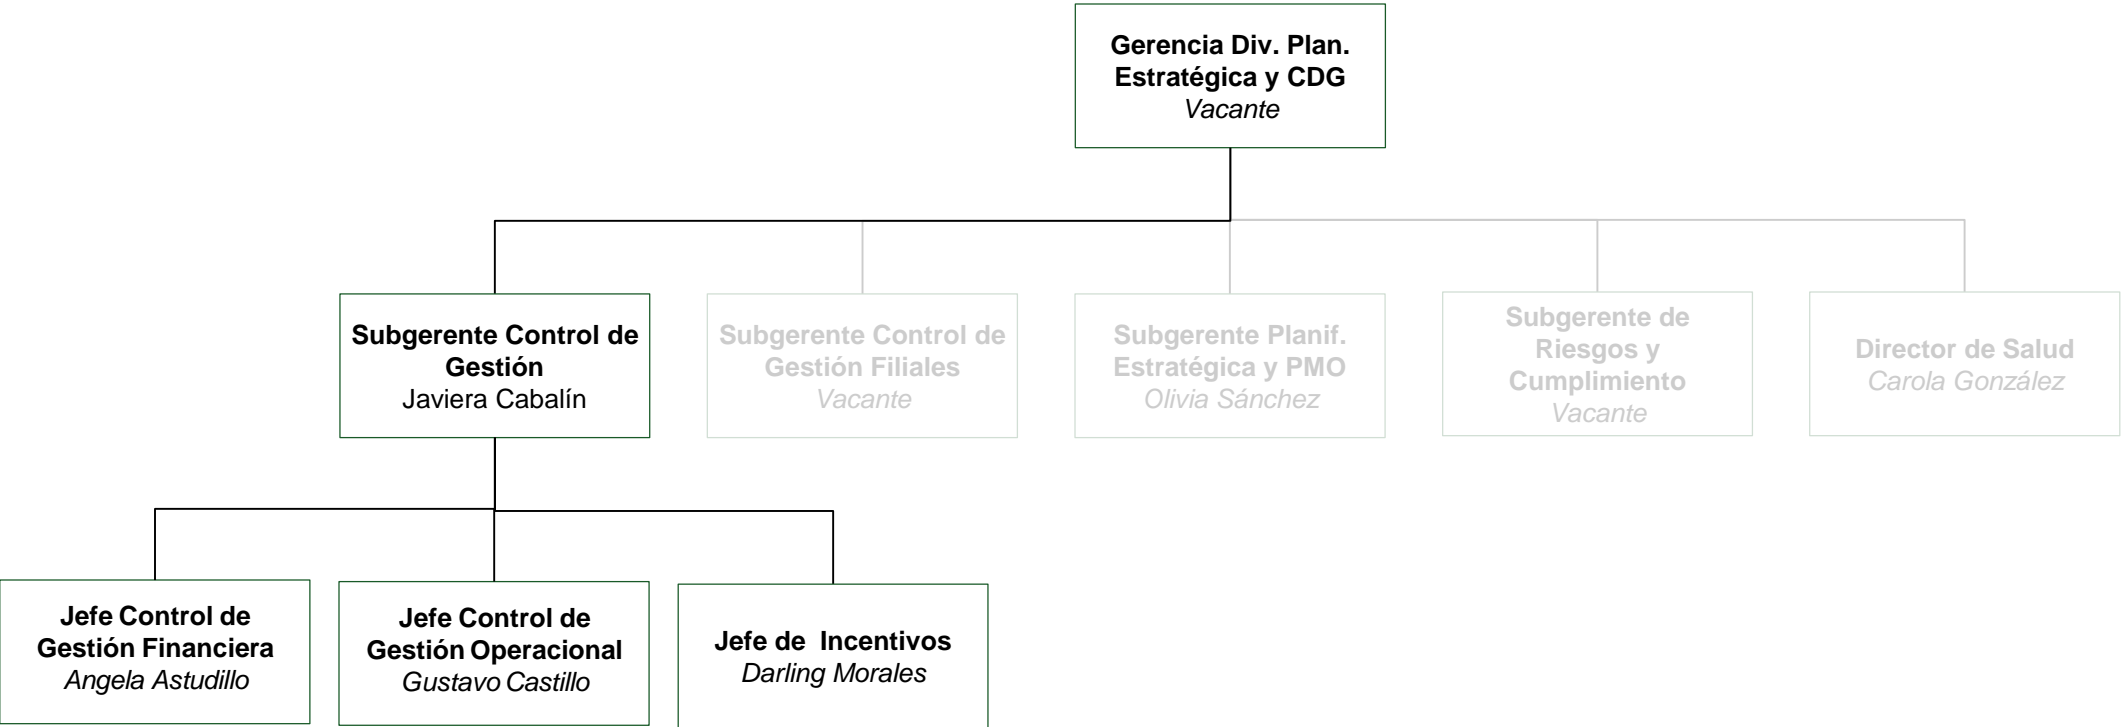 Gerencia Div. Plan.
Estratégica y CDG
Vacante
Subgerente Control de
Gestión
Javiera Cabalín
Subgerente Control de
Gestión Filiales
Vacante
Subgerente Planif.
Estratégica y PMO
Olivia Sánchez
Subgerente de
Riesgos y
Cumplimiento
Vacante
Director de Salud
Carola González
Jefe Control de
Gestión Financiera
Angela Astudillo
Jefe Control de
Gestión Operacional
Gustavo Castillo
Jefe de Incentivos
Darling Morales